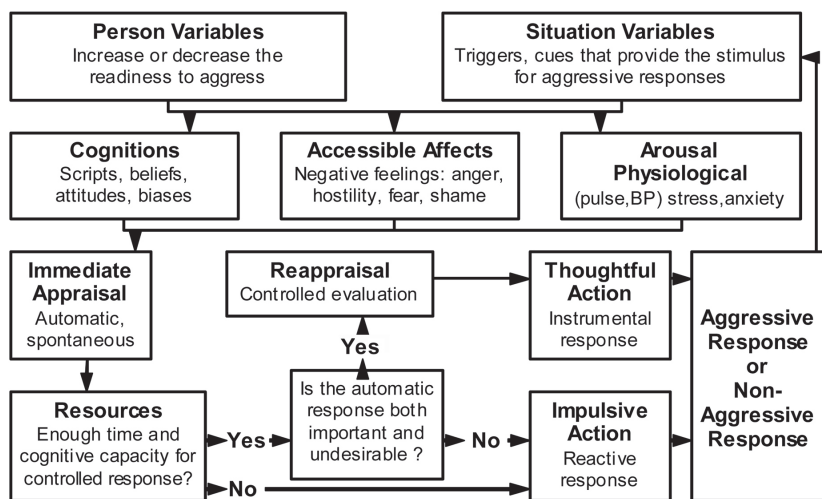 Person Variables
Increase or decrease the
readiness to aggress
Situation Variables
Triggers, cues that provide the stimulus
for aggressive responses
Cognitions
Scripts, beliefs,
attitudes, biases
Accessible Affects
Negative feelings: anger,
hostility, fear, shame
Arousal
Physiological
(pulse,BP) stress,anxiety
Immediate
Appraisal
Automatic,
spontaneous
Reappraisal
Controlled evaluation
Thoughtful
Action
Instrumental
response
Aggressive
Response
or
Non-
Aggressive
Response
Yes
Resources
Enough time and
cognitive capacity for
controlled response?
Yes
Is the automatic
response both
important and
undesirable ?
No
Impulsive
Action
Reactive
response
No